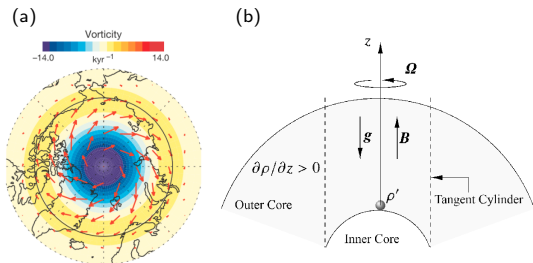 (a)
Vorticity
kyr⁻¹
−14.0
14.0
(b)
z
Ω
g
B
∂ρ/∂z > 0
ρ′
Outer Core
Tangent Cylinder
Inner Core